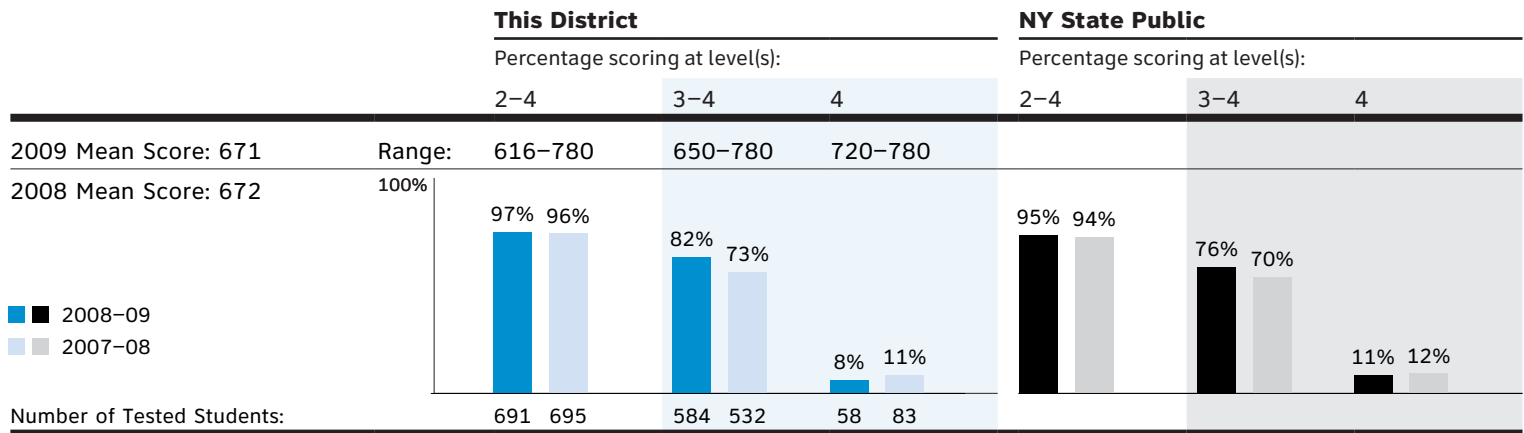 This District NY State Public
Percentage scoring at level(s): Percentage scoring at level(s):
2–4 3–4 4 2–4 3–4 4
2009 Mean Score: 671 Range: 616–780 650–780 720–780
2008 Mean Score: 672 100%
97% 96% 82% 73% 8% 11% 95% 94% 76% 70% 11% 12%
2008–09
2007–08
Number of Tested Students: 691 695 584 532 58 83